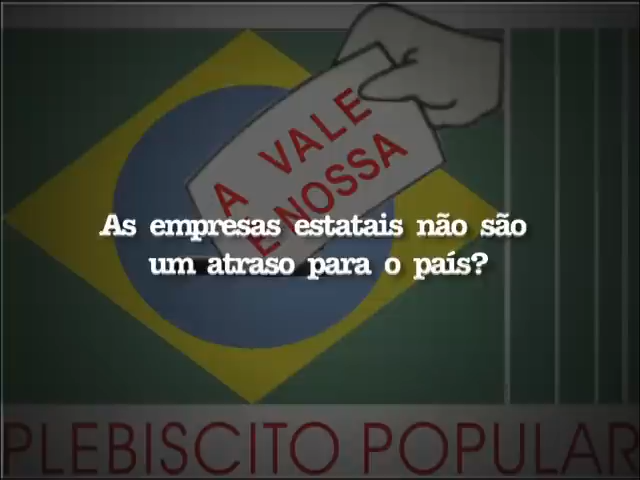 A VALE
É NOSSA
As empresas estatais não são
um atraso para o país?
PLEBISCITO POPULAR